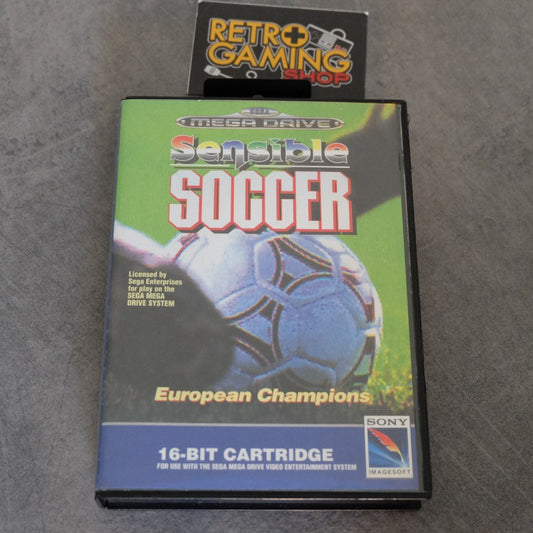 RETRO
GAMING
SHOP
SEGA
MEGA DRIVE
Sensible
SOCCER
Licensed by
Sega Enterprises
for play on the
SEGA MEGA
DRIVE SYSTEM
European Champions
SONY
IMAGESOFT
16-BIT CARTRIDGE
FOR USE WITH THE SEGA MEGA DRIVE VIDEO ENTERTAINMENT SYSTEM